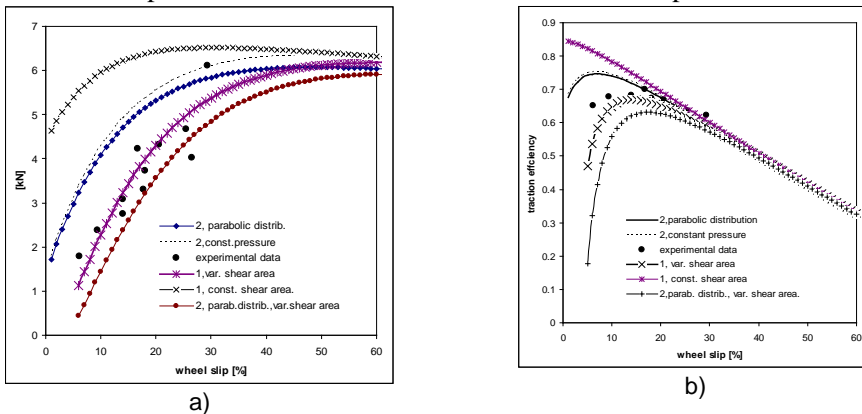 a)
7
6
5
4
3
2
1
0
[kN]
0 10 20 30 40 50 60
wheel slip [%]
2, parabolic distrib.
2,const.pressure
experimental data
1,var. shear area
1, const. shear area.
2, parab.distrib.,var.shear area
a)
b)
0.9
0.8
0.7
0.6
0.5
0.4
0.3
0.2
0.1
0
traction effciency
0 10 20 30 40 50 60
wheel slip [%]
2,parabolic distribution
2,constant pressure
experimental data
1, var. shear area
1, const. shear area
2,parab. distrib., var. shear area.
b)